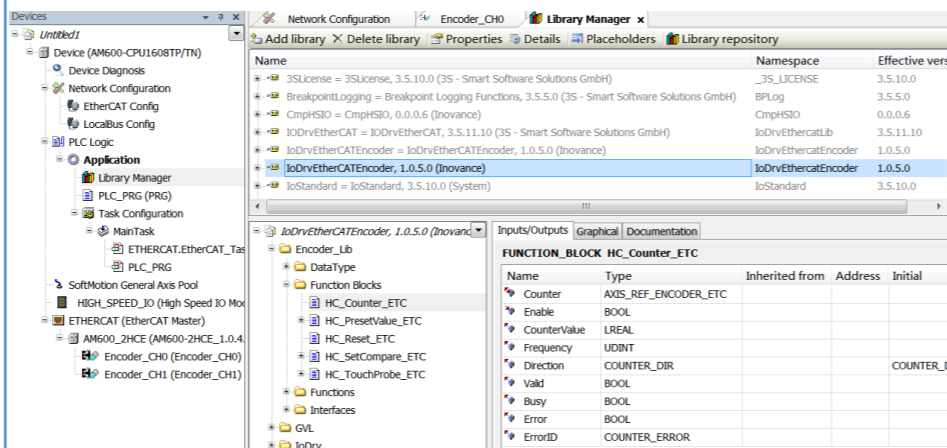 Devices
Untitled1
Device (AM600-CPU1608TP/TN)
Device Diagnosis
Network Configuration
EtherCAT Config
LocalBus Config
PLC Logic
Application
Library Manager
PLC_PRG (PRG)
Task Configuration
MainTask
ETHERCAT.EtherCAT_Tas
PLC_PRG
SoftMotion General Axis Pool
HIGH_SPEED_IO (High Speed IO Mo
ETHERCAT (EtherCAT Master)
AM600_2HCE (AM600-2HCE_1.0.4.
Encoder_CH0 (Encoder_CH0)
Encoder_CH1 (Encoder_CH1)
Network Configuration Encoder_CH0 Library Manager x
Add library Delete library Properties Details Placeholders Library repository
Name Namespace Effective vers
3SLicense = 3SLicense, 3.5.10.0 (3S - Smart Software Solutions GmbH) _3S_LICENSE 3.5.10.0
BreakpointLogging = Breakpoint Logging Functions, 3.5.5.0 (3S - Smart Software Solutions GmbH) BPLog 3.5.5.0
CmpHSIO = CmpHSIO, 0.0.0.6 (Inovance) CmpHSIO 0.0.0.6
IODrvEtherCAT = IODrvEtherCAT, 3.5.11.10 (3S - Smart Software Solutions GmbH) IoDrvEthercatLib 3.5.11.10
IoDrvEtherCATEncoder = IoDrvEtherCATEncoder, 1.0.5.0 (Inovance) IoDrvEthercatEncoder 1.0.5.0
IoDrvEtherCATEncoder, 1.0.5.0 (Inovance) IoDrvEthercatEncoder 1.0.5.0
IoStandard = IoStandard, 3.5.10.0 (System) IoStandard 3.5.10.0
IoDrvEtherCATEncoder, 1.0.5.0 (Inovanc
Encoder_Lib
DataType
Function Blocks
HC_Counter_ETC
HC_PresetValue_ETC
HC_Reset_ETC
HC_SetCompare_ETC
HC_TouchProbe_ETC
Functions
Interfaces
GVL
IoDrv
Inputs/Outputs Graphical Documentation
FUNCTION_BLOCK HC_Counter_ETC
Name Type Inherited from Address Initial
Counter AXIS_REF_ENCODER_ETC
Enable BOOL
CounterValue LREAL
Frequency UDINT
Direction COUNTER_DIR COUNTER_D
Valid BOOL
Busy BOOL
Error BOOL
ErrorID COUNTER_ERROR